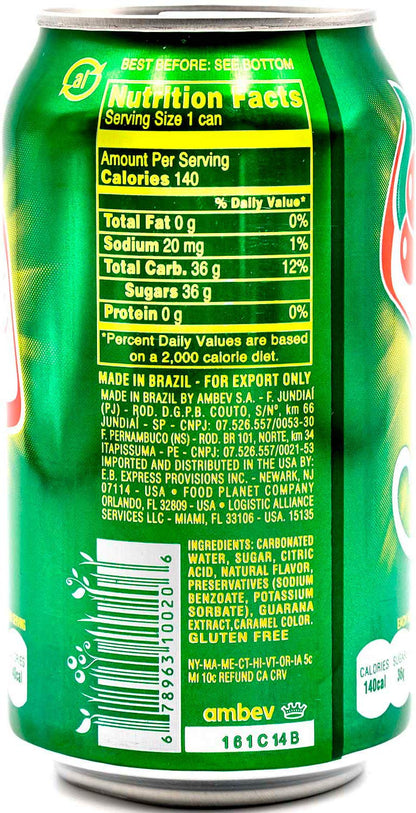 al
BEST BEFORE: SEE BOTTOM
Nutrition Facts
Serving Size 1 can
Amount Per Serving
Calories 140
% Daily Value*
Total Fat 0 g 0%
Sodium 20 mg 1%
Total Carb. 36 g 12%
Sugars 36 g
Protein 0 g 0%
*Percent Daily Values are based
on a 2,000 calorie diet.
MADE IN BRAZIL - FOR EXPORT ONLY
MADE IN BRAZIL BY AMBEV S.A. - F. JUNDIAÍ
(PJ) - ROD. D.G.P.B. COUTO, S/Nº, km 66
JUNDIAÍ - SP - CNPJ: 07.526.557/0053-30
F. PERNAMBUCO (NS) - ROD. BR 101, NORTE, km 34
ITAPISSUMA - PE - CNPJ: 07.526.557/0021-53
IMPORTED AND DISTRIBUTED IN THE USA BY:
E.B. EXPRESS PROVISIONS INC. - NEWARK, NJ
07114 - USA • FOOD PLANET COMPANY
ORLANDO, FL 32809 - USA • LOGISTIC ALLIANCE
SERVICES LLC - MIAMI, FL 33106 - USA. 15135
INGREDIENTS: CARBONATED
WATER, SUGAR, CITRIC
ACID, NATURAL FLAVOR,
PRESERVATIVES (SODIUM
BENZOATE, POTASSIUM
SORBATE), GUARANA
EXTRACT, CARAMEL COLOR.
GLUTEN FREE
NY-MA-ME-CT-HI-VT-OR-IA 5c
MI 10c REFUND CA CRV
6 78963 10020 6
ambev
161C14B
CALORIES
140cal